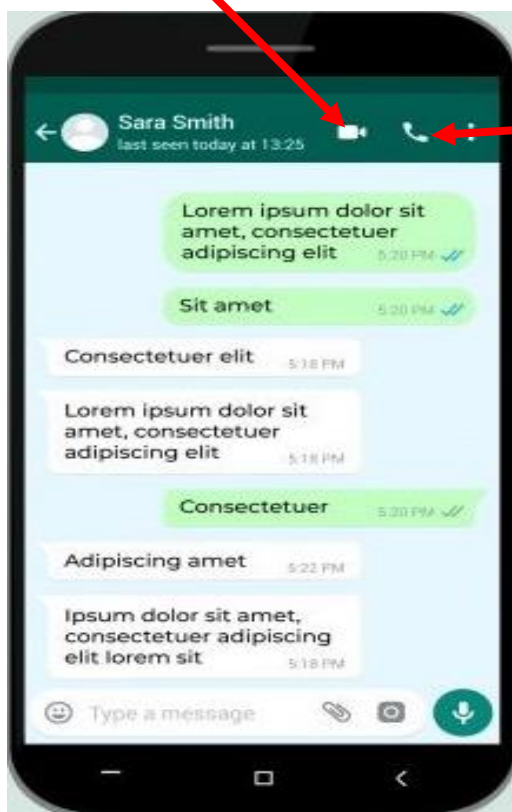 Sara Smith
last seen today at 13:25
Lorem ipsum dolor sit
amet, consectetuer
adipiscing elit 5:20 PM
Sit amet 5:20 PM
Consectetuer elit 5:18 PM
Lorem ipsum dolor sit
amet, consectetuer
adipiscing elit 5:18 PM
Consectetuer 5:20 PM
Adipiscing amet 5:22 PM
Ipsum dolor sit amet,
consectetuer adipiscing
elit lorem sit 5:18 PM
Type a message